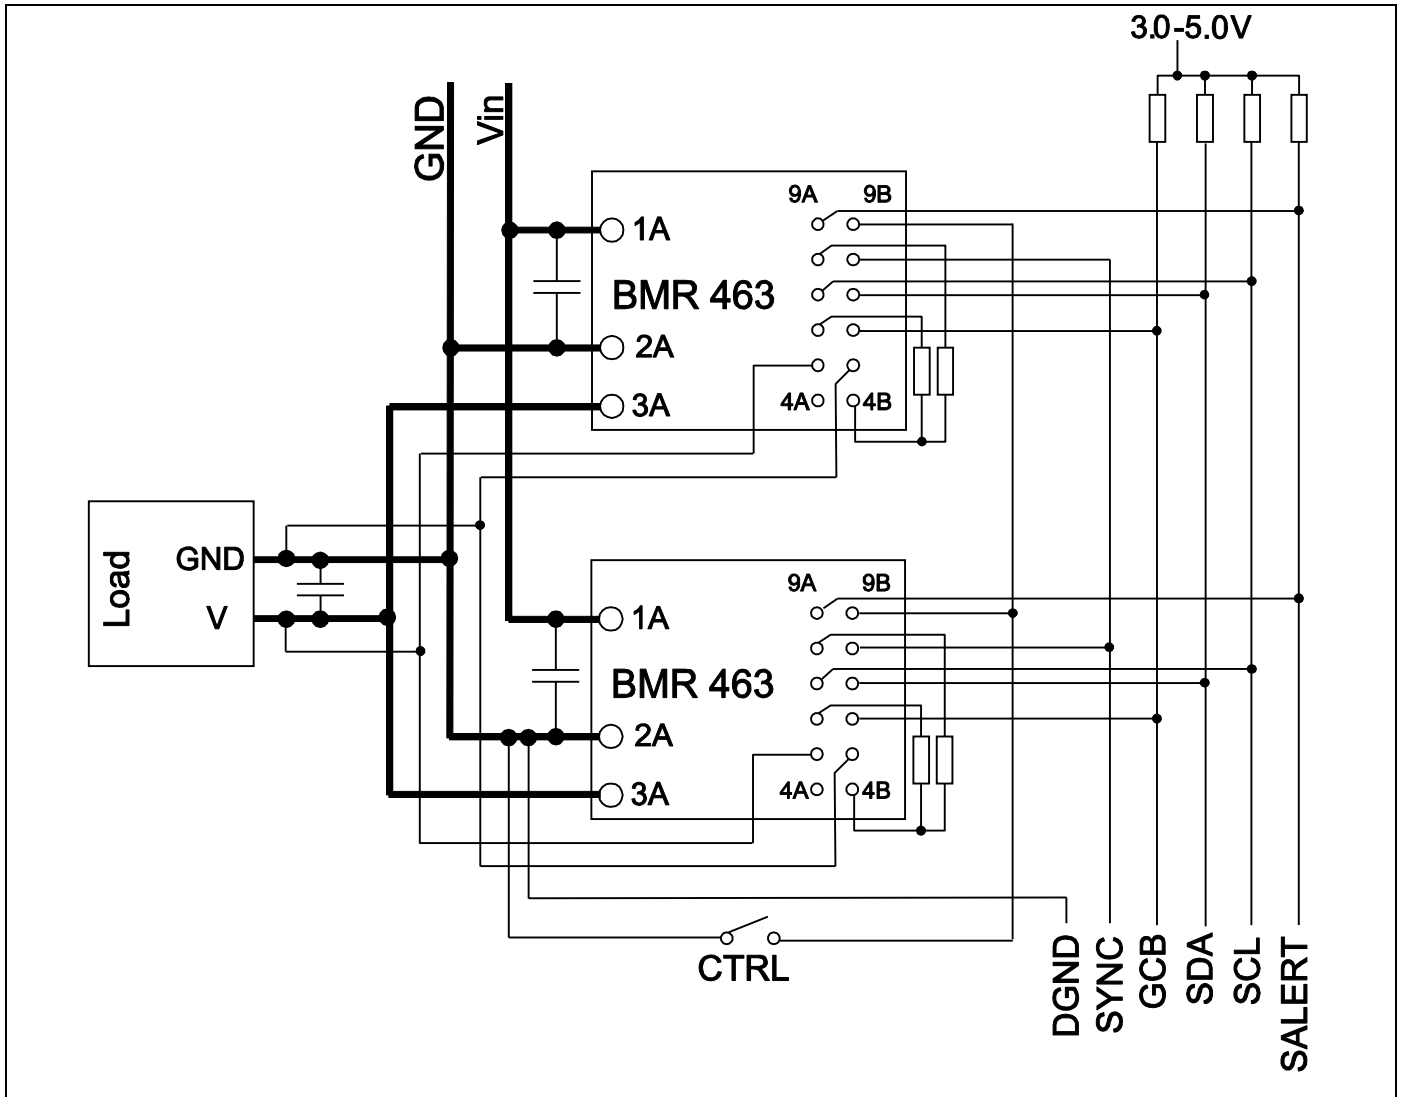 3.0-5.0V
GND
Vin
9A 9B
1A
BMR 463
2A
3A
4A 4B
Load
GND
V
9A 9B
1A
BMR 463
2A
3A
4A 4B
CTRL
DGND
SYNC
GCB
SDA
SCL
SALERT